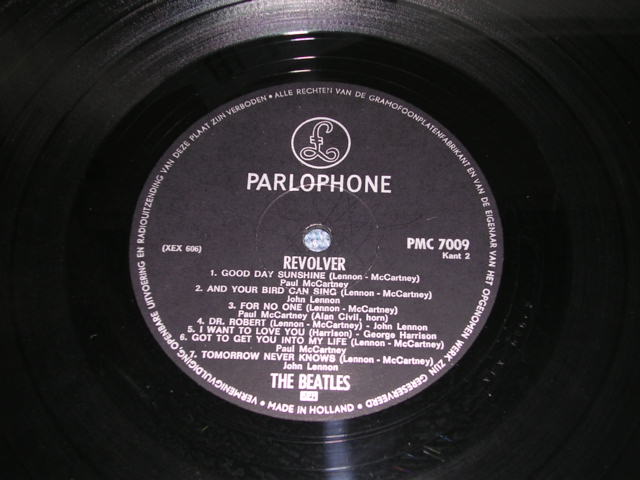 VERMENIGVULDIGING, OPENBARE UITVOERING EN RADIOUITZENDING VAN DEZE PLAAT ZIJN VERBODEN • ALLE RECHTEN VAN DE GRAMOFOONPLATENFABRIKANT EN VAN DE EIGENAAR VAN HET OPGENOMEN WERK ZIJN GERESERVEERD • MADE IN HOLLAND •
£
PARLOPHONE
(XEX 606)
PMC 7009
Kant 2
REVOLVER
1. GOOD DAY SUNSHINE (Lennon - McCartney)
Paul McCartney
2. AND YOUR BIRD CAN SING (Lennon - McCartney)
John Lennon
3. FOR NO ONE (Lennon - McCartney)
Paul McCartney (Alan Civil, horn)
4. DR. ROBERT (Lennon - McCartney) - John Lennon
5. I WANT TO LOVE YOU (Harrison) - George Harrison
6. GOT TO GET YOU INTO MY LIFE (Lennon - McCartney)
Paul McCartney
1. TOMORROW NEVER KNOWS (Lennon - McCartney)
John Lennon
THE BEATLES